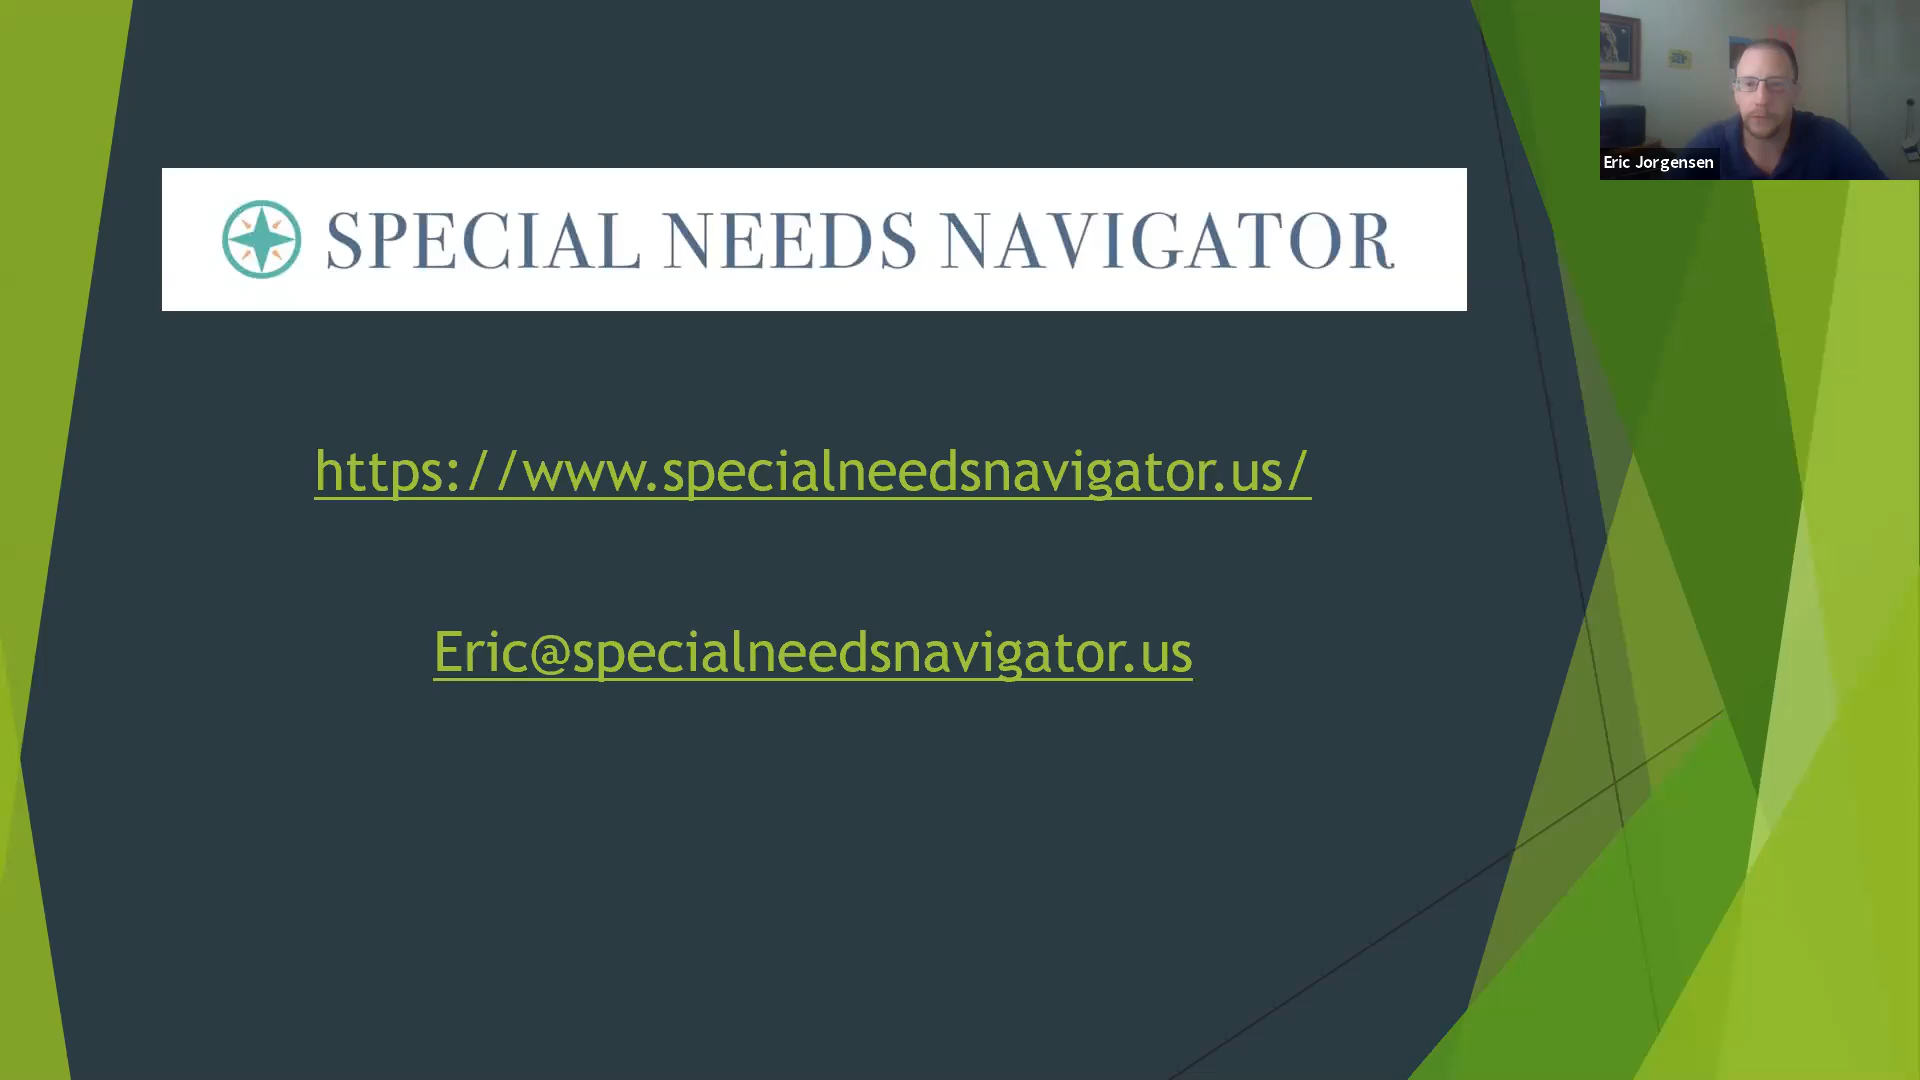 SPECIAL NEEDS NAVIGATOR
Eric Jorgensen
https://www.specialneedsnavigator.us/
Eric@specialneedsnavigator.us